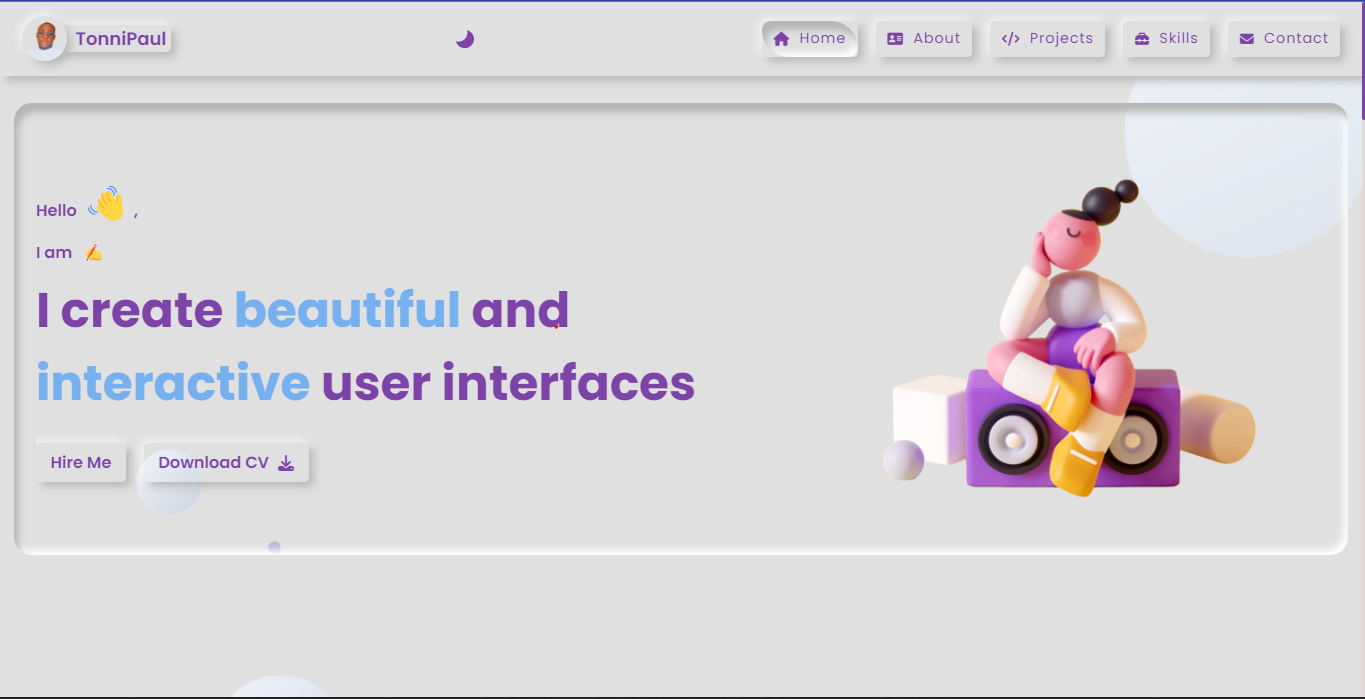 TonniPaul
Home
About
Projects
Skills
Contact
Hello 👋 ,
I am ✍
I create beautiful and
interactive user interfaces
Hire Me
Download CV